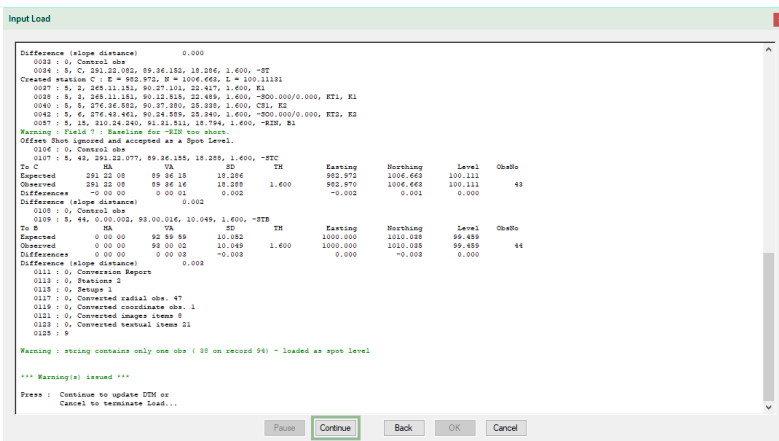 Input Load
Difference (slope distance) 0.000
0033 : 0, Control obs
0034 : 5, C, 291.22.082, 89.36.152, 18.286, 1.600, -ST
Created station C : E = 982.972, N = 1006.663, L = 100.11131
0037 : 5, 2, 265.11.151, 90.27.101, 22.417, 1.600, K1
0038 : 5, 3, 265.11.151, 90.12.515, 22.489, 1.600, -SO0.000/0.000, KT1, K1
0040 : 5, 5, 276.36.582, 90.37.380, 25.338, 1.600, CS1, K2
0042 : 5, 6, 276.43.461, 90.24.589, 25.340, 1.600, -SO0.000/0.000, KT2, K2
0057 : 5, 15, 310.24.240, 91.31.211, 18.794, 1.600, -RIN, B1
Warning : Field 7 : Baseline for -RIN too short.
Offset Shot ignored and accepted as a Spot Level.
0106 : 0, Control obs
0107 : 5, 43, 291.22.077, 89.36.155, 18.288, 1.600, -STC
To C HA VA SD TH Easting Northing Level ObsNo
Expected 291 22 08 89 36 15 18.286 982.972 1006.663 100.111
Observed 291 22 08 89 36 16 18.288 1.600 982.970 1006.663 100.111 43
Differences -0 00 00 0 00 01 0.002 -0.002 0.001 0.000
Difference (slope distance) 0.002
0108 : 0, Control obs
0109 : 5, 44, 0.00.002, 93.00.016, 10.049, 1.600, -STB
To B HA VA SD TH Easting Northing Level ObsNo
Expected 0 00 00 92 59 59 10.052 1000.000 1010.038 99.459
Observed 0 00 00 93 00 02 10.049 1.600 1000.000 1010.035 99.459 44
Differences 0 00 00 0 00 03 -0.003 0.000 -0.003 0.000
Difference (slope distance) 0.003
0111 : 0, Conversion Report
0113 : 0, Stations 2
0115 : 0, Setups 1
0117 : 0, Converted radial obs. 47
0119 : 0, Converted coordinate obs. 1
0121 : 0, Converted images items 8
0123 : 0, Converted textual items 21
0125 : 9
Warning : string contains only one obs ( 38 on record 94) - loaded as spot level
*** Warning(s) issued ***
Press : Continue to update DTM or
Cancel to terminate Load...
Pause Continue Back OK Cancel